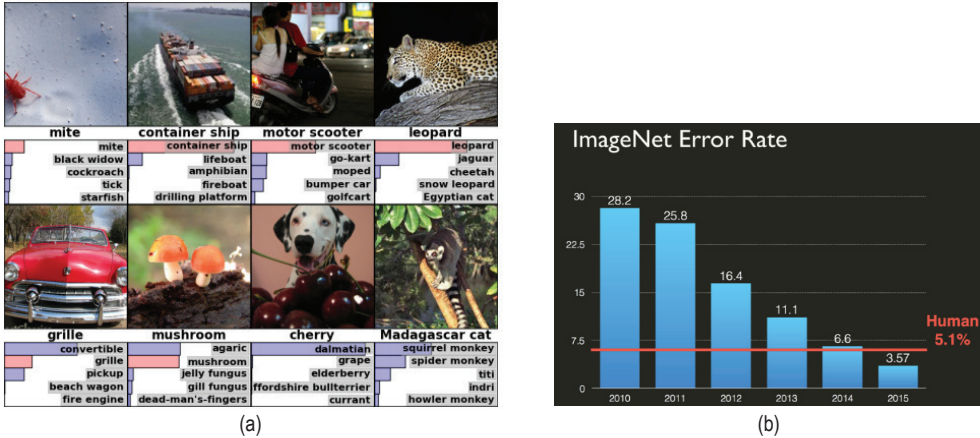 mite container ship motor scooter leopard
mite container ship motor scooter leopard
black widow lifeboat go-kart jaguar
cockroach amphibian moped cheetah
tick fireboat bumper car snow leopard
starfish drilling platform golfcart Egyptian cat
grille mushroom cherry Madagascar cat
convertible agaric dalmatian squirrel monkey
grille mushroom grape spider monkey
pickup jelly fungus elderberry titi
beach wagon gill fungus ffordshire bullterrier indri
fire engine dead-man's-fingers currant howler monkey
(a)
ImageNet Error Rate
30
28.2
25.8
22.5
16.4
15
11.1
7.5
6.6
Human
5.1%
3.57
0
2010 2011 2012 2013 2014 2015
(b)